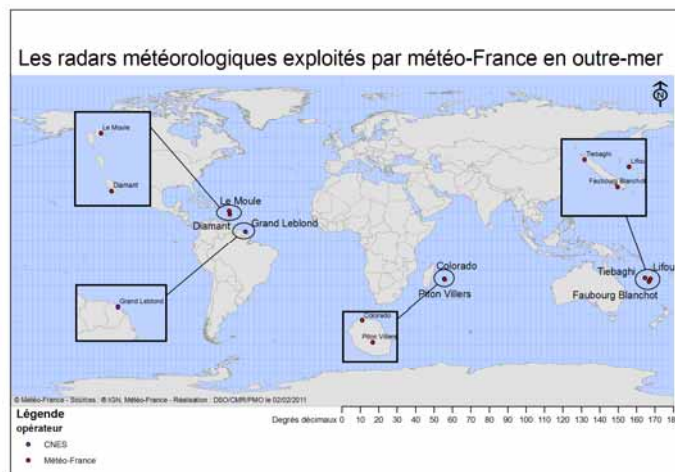 Les radars météorologiques exploités par météo-France en outre-mer
N
Le Moule
Diamant
Tiebaghi
Lifou
Faubourg Blanchot
Le Moule
Diamant
Grand Leblond
Colorado
Piton Villers
Tiebaghi
Lifou
Faubourg Blanchot
Grand Leblond
Colorado
Piton Villers
© Météo-France - Sources : ® IGN, Météo-France - Réalisation : DSO/CMR/PMO le 02/02/2011
Légende
opérateur
CNES
Météo-France
Degrés décimaux 0 10 20 30 40 50 60 70 80 90 100 110 120 130 140 150 160 170 180